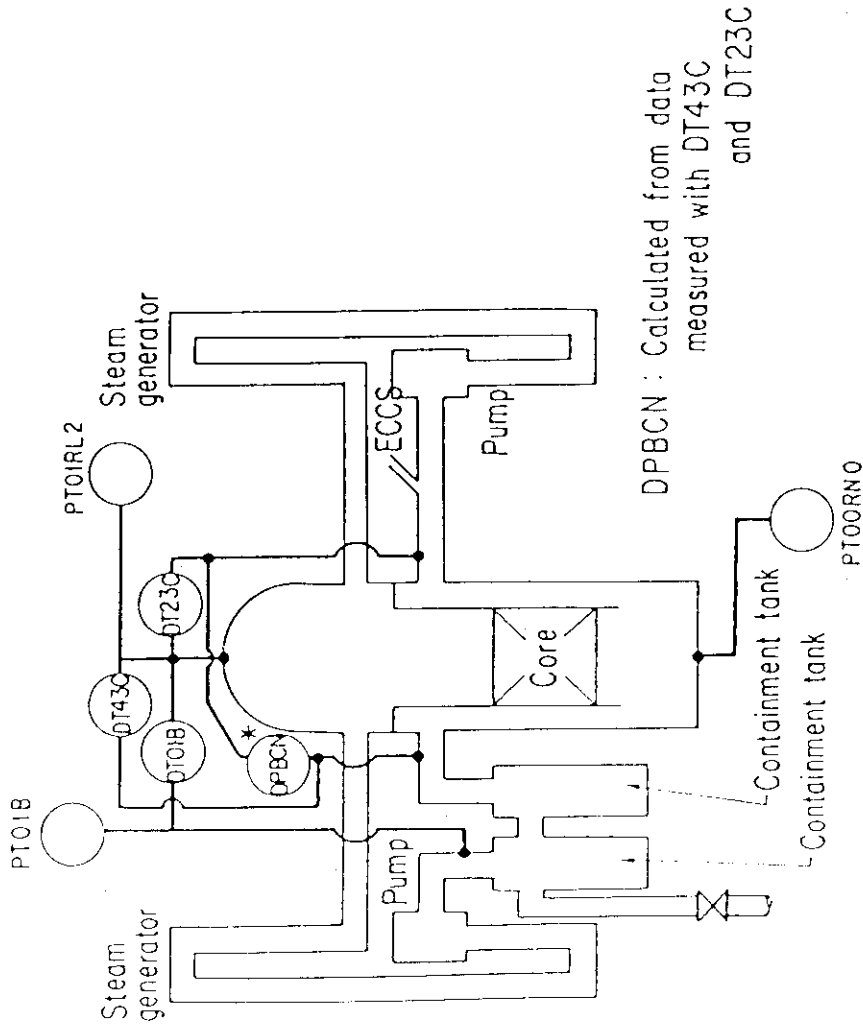 PT01B
PT01RL2
DT43C
DT01B
DT23C
*
DPBCN
Steam
generator
Steam
generator
Pump
ECCS
Pump
Core
Containment tank
Containment tank
PT00RN0
DPBCN : Calculated from data
measured with DT43C
and DT23C